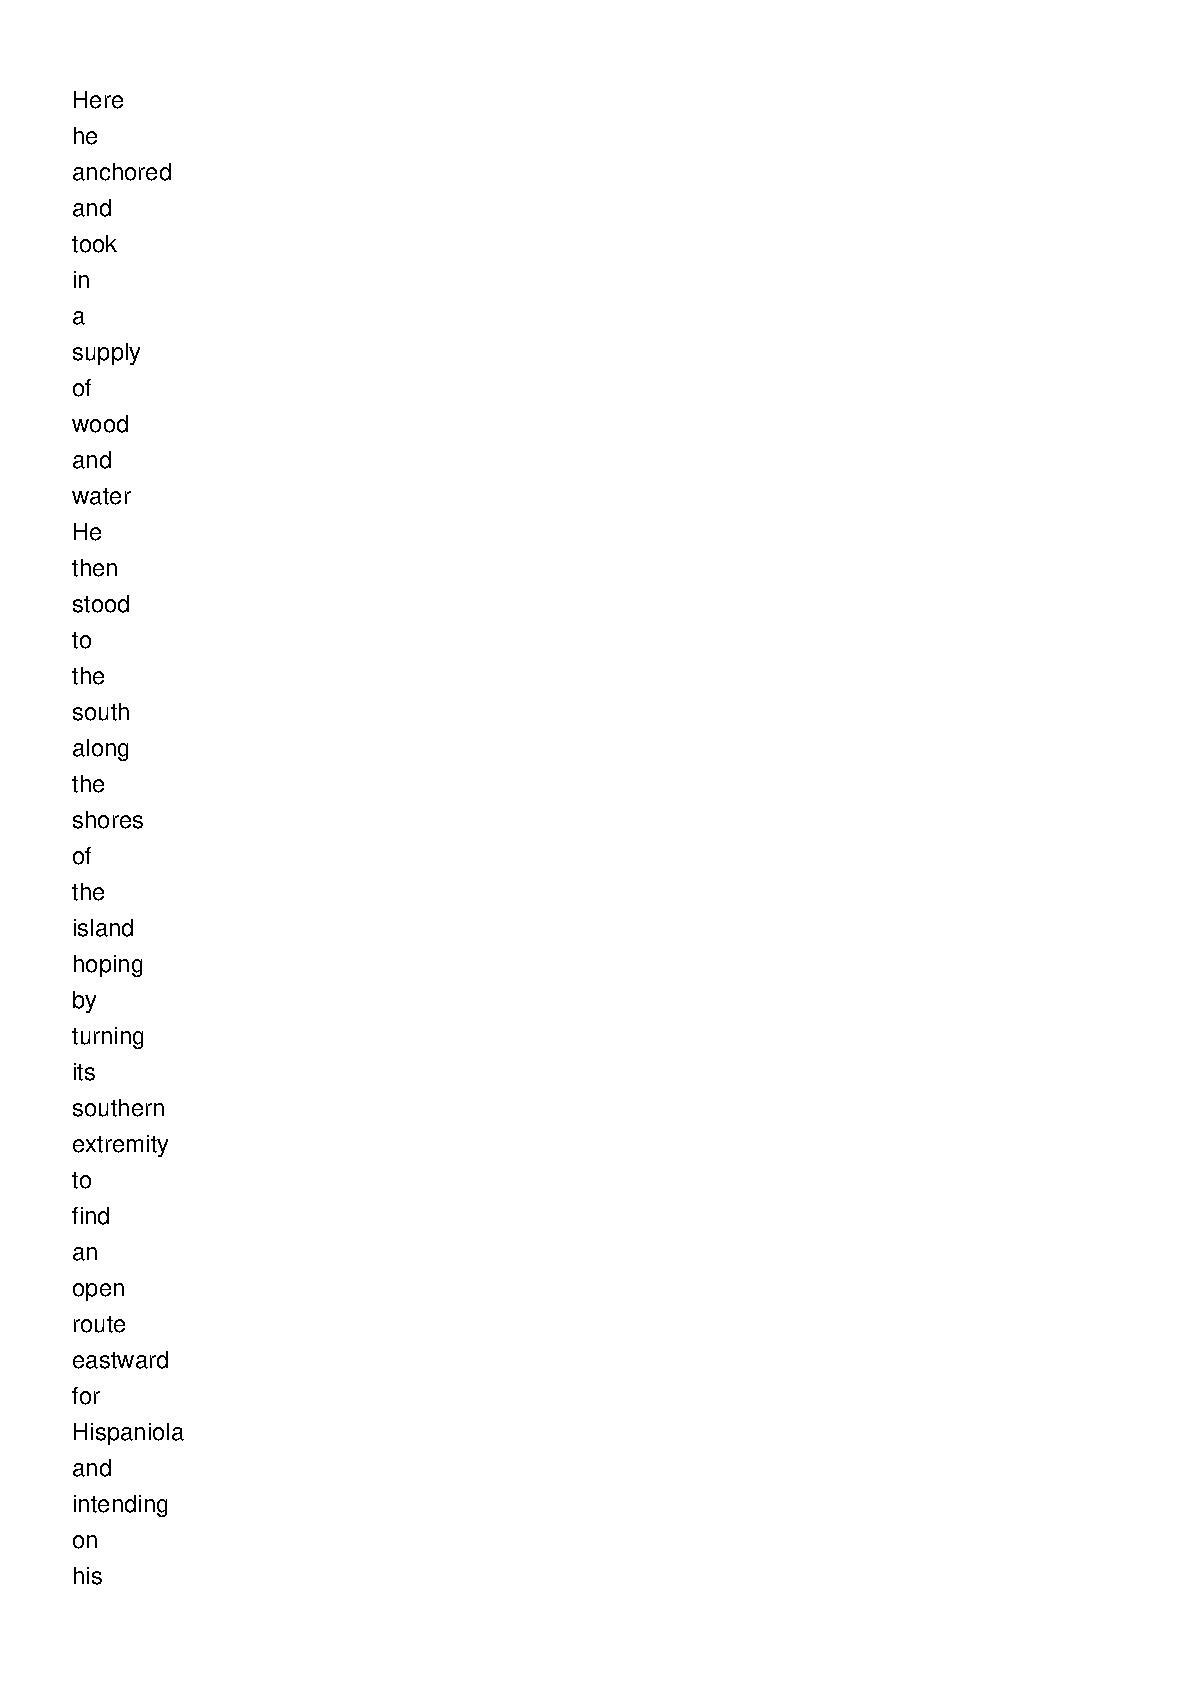 Here
he
anchored
and
took
in
a
supply
of
wood
and
water
He
then
stood
to
the
south
along
the
shores
of
the
island
hoping
by
turning
its
southern
extremity
to
find
an
open
route
eastward
for
Hispaniola
and
intending
on
his